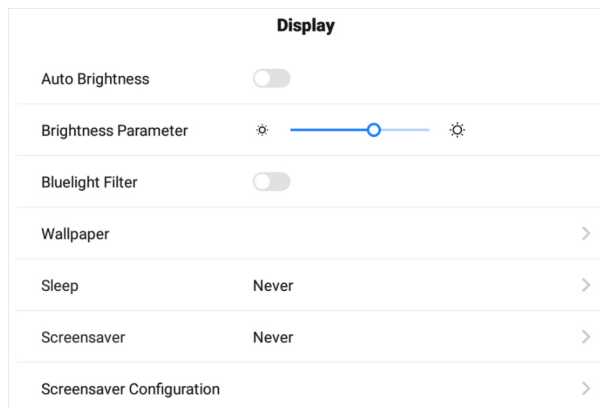 Display
Auto Brightness
Brightness Parameter
Bluelight Filter
Wallpaper
Sleep Never
Screensaver Never
Screensaver Configuration